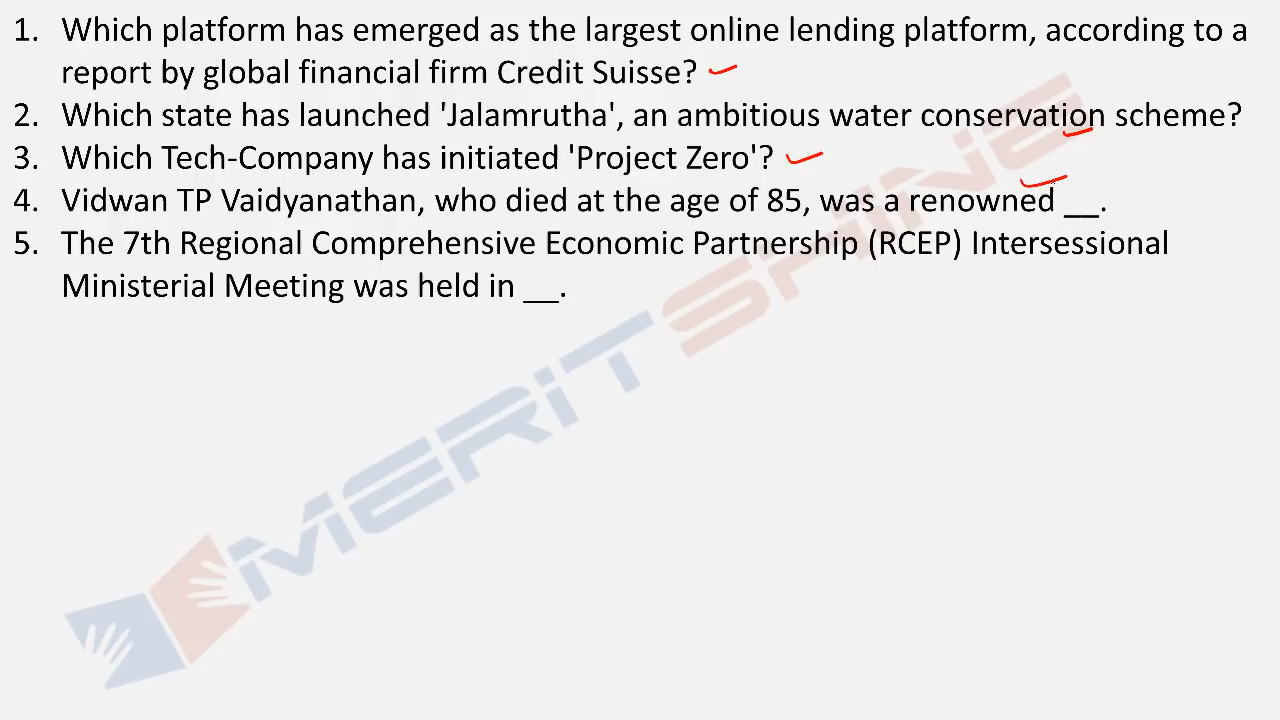 1. Which platform has emerged as the largest online lending platform, according to a
report by global financial firm Credit Suisse?
2. Which state has launched 'Jalamrutha', an ambitious water conservation scheme?
3. Which Tech-Company has initiated 'Project Zero'?
4. Vidwan TP Vaidyanathan, who died at the age of 85, was a renowned __.
5. The 7th Regional Comprehensive Economic Partnership (RCEP) Intersessional
Ministerial Meeting was held in __.
MERITSHINE